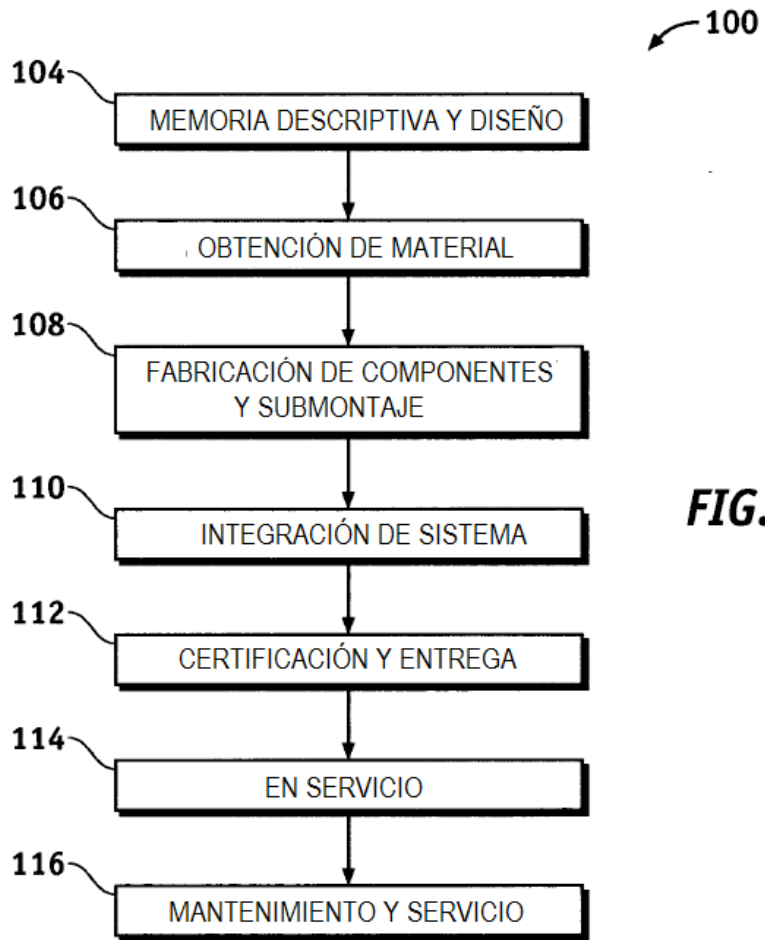 100
104
MEMORIA DESCRIPTIVA Y DISEÑO
106
OBTENCIÓN DE MATERIAL
108
FABRICACIÓN DE COMPONENTES
Y SUBMONTAJE
110
INTEGRACIÓN DE SISTEMA
FIG.
112
CERTIFICACIÓN Y ENTREGA
114
EN SERVICIO
116
MANTENIMIENTO Y SERVICIO